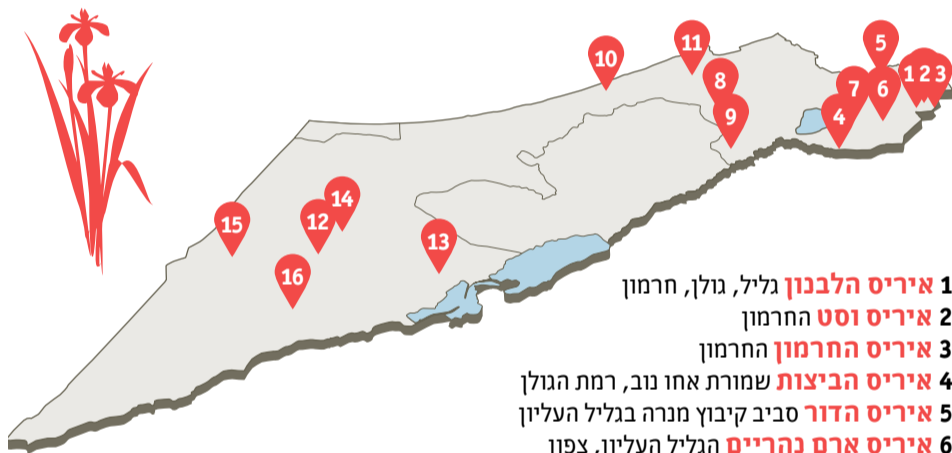 5
11
10
3
2
1
8
7
6
4
9
14
15
12
13
16
1 איריס הלבנון גליל, גולן, חרמון
2 איריס וסט החרמון
3 איריס החרמון החרמון
4 איריס הביצות שמורת אחו נוב, רמת הגולן
5 איריס הדור סביב קיבוץ מנרה בגליל העליון
6 איריס ארם נהריים הגליל העליון, צפון